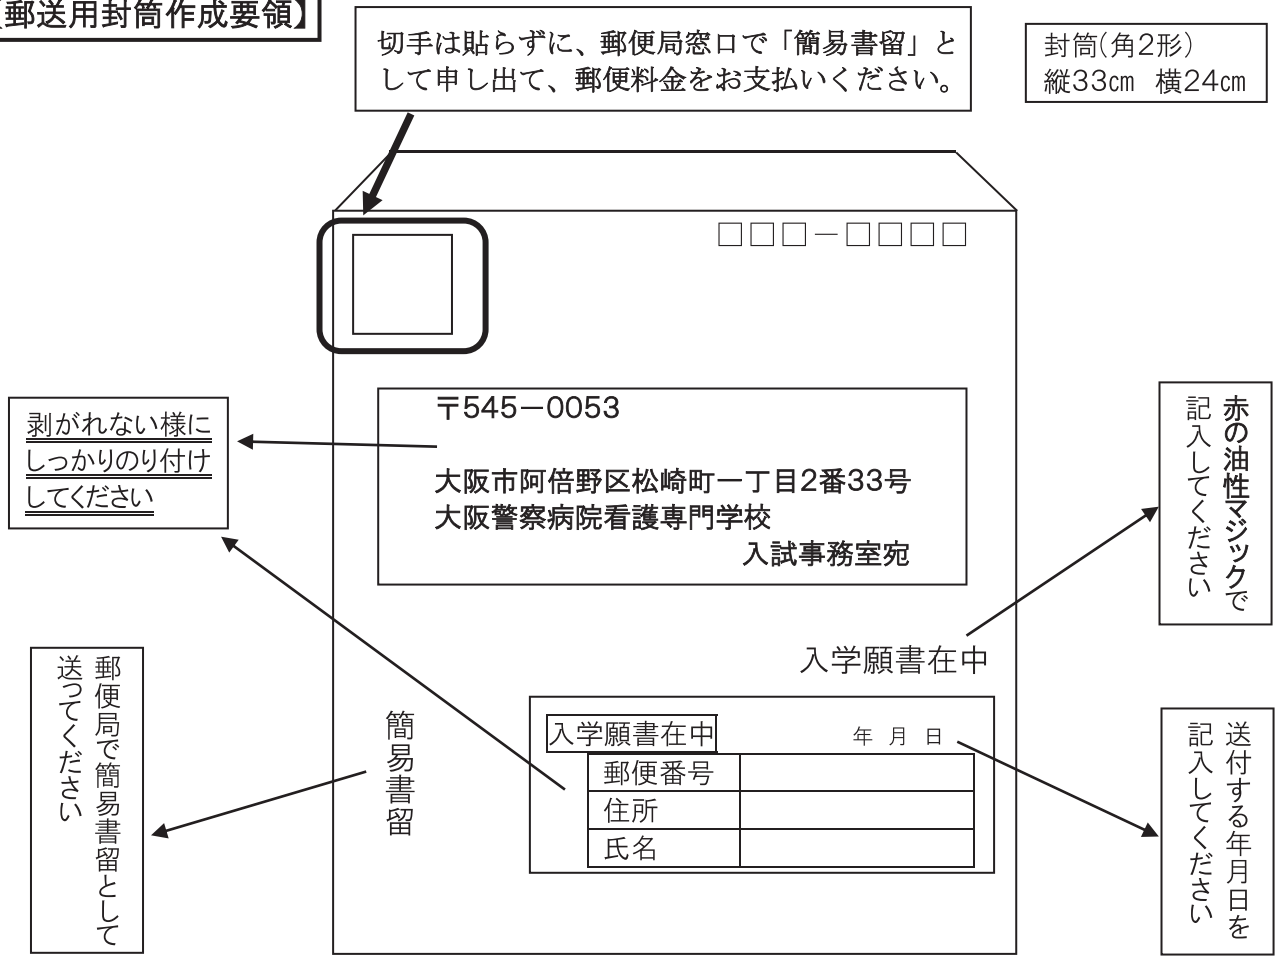 【郵送用封筒作成要領】
切手は貼らずに、郵便局窓口で「簡易書留」と
して申し出て、郵便料金をお支払いください。
封筒(角2形)
縦33㎝ 横24㎝
□□□－□□□□
〒545－0053
大阪市阿倍野区松崎町一丁目2番33号
大阪警察病院看護専門学校
入試事務室宛
剥がれない様に
しっかりのり付け
してください
赤の油性マジックで
記入してください
入学願書在中
簡易書留
郵便局で簡易書留として
送ってください
入学願書在中
年 月 日
郵便番号
住所
氏名
送付する年月日を
記入してください